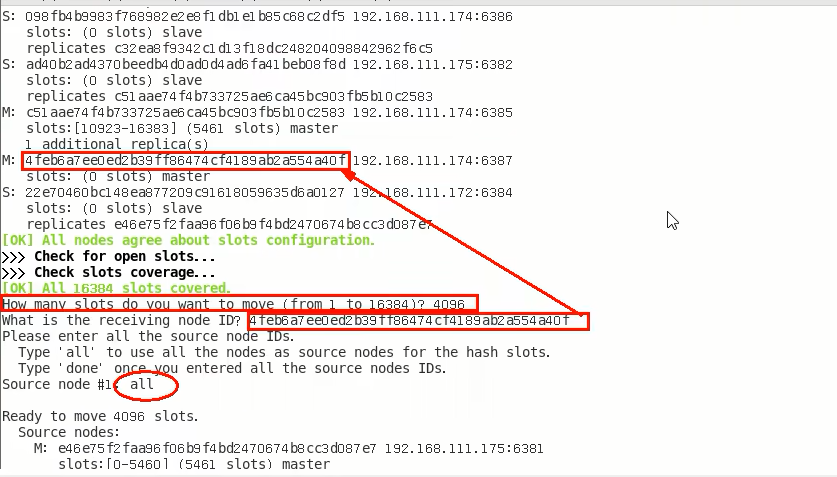 S: 098fb4b9983f768982e2e8f1db1e1b85c68c2df5 192.168.111.174:6386
slots: (0 slots) slave
replicates c32ea8f9342c1d13f18dc248204098842962f6c5
S: ad40b2ad4370beedb4d0ad0d4ad6fa41beb08f8d 192.168.111.175:6382
slots: (0 slots) slave
replicates c51aae74f4b733725ae6ca45bc903fb5b10c2583
M: c51aae74f4b733725ae6ca45bc903fb5b10c2583 192.168.111.174:6385
slots:[10923-16383] (5461 slots) master
1 additional replica(s)
M: 4feb6a7ee0ed2b39ff86474cf4189ab2a554a40f 192.168.111.174:6387
slots: (0 slots) master
S: 22e70460bc148ea877209c91618059635d6a0127 192.168.111.172:6384
slots: (0 slots) slave
replicates e46e75f2faa96f06b9f4bd2470674b8cc3d087e7
[OK] All nodes agree about slots configuration.
>>> Check for open slots...
>>> Check slots coverage...
[OK] All 16384 slots covered.
How many slots do you want to move (from 1 to 16384)? 4096
What is the receiving node ID? 4feb6a7ee0ed2b39ff86474cf4189ab2a554a40f
Please enter all the source node IDs.
Type 'all' to use all the nodes as source nodes for the hash slots.
Type 'done' once you entered all the source nodes IDs.
Source node #1: all
Ready to move 4096 slots.
Source nodes:
M: e46e75f2faa96f06b9f4bd2470674b8cc3d087e7 192.168.111.175:6381
slots:[0-5460] (5461 slots) master